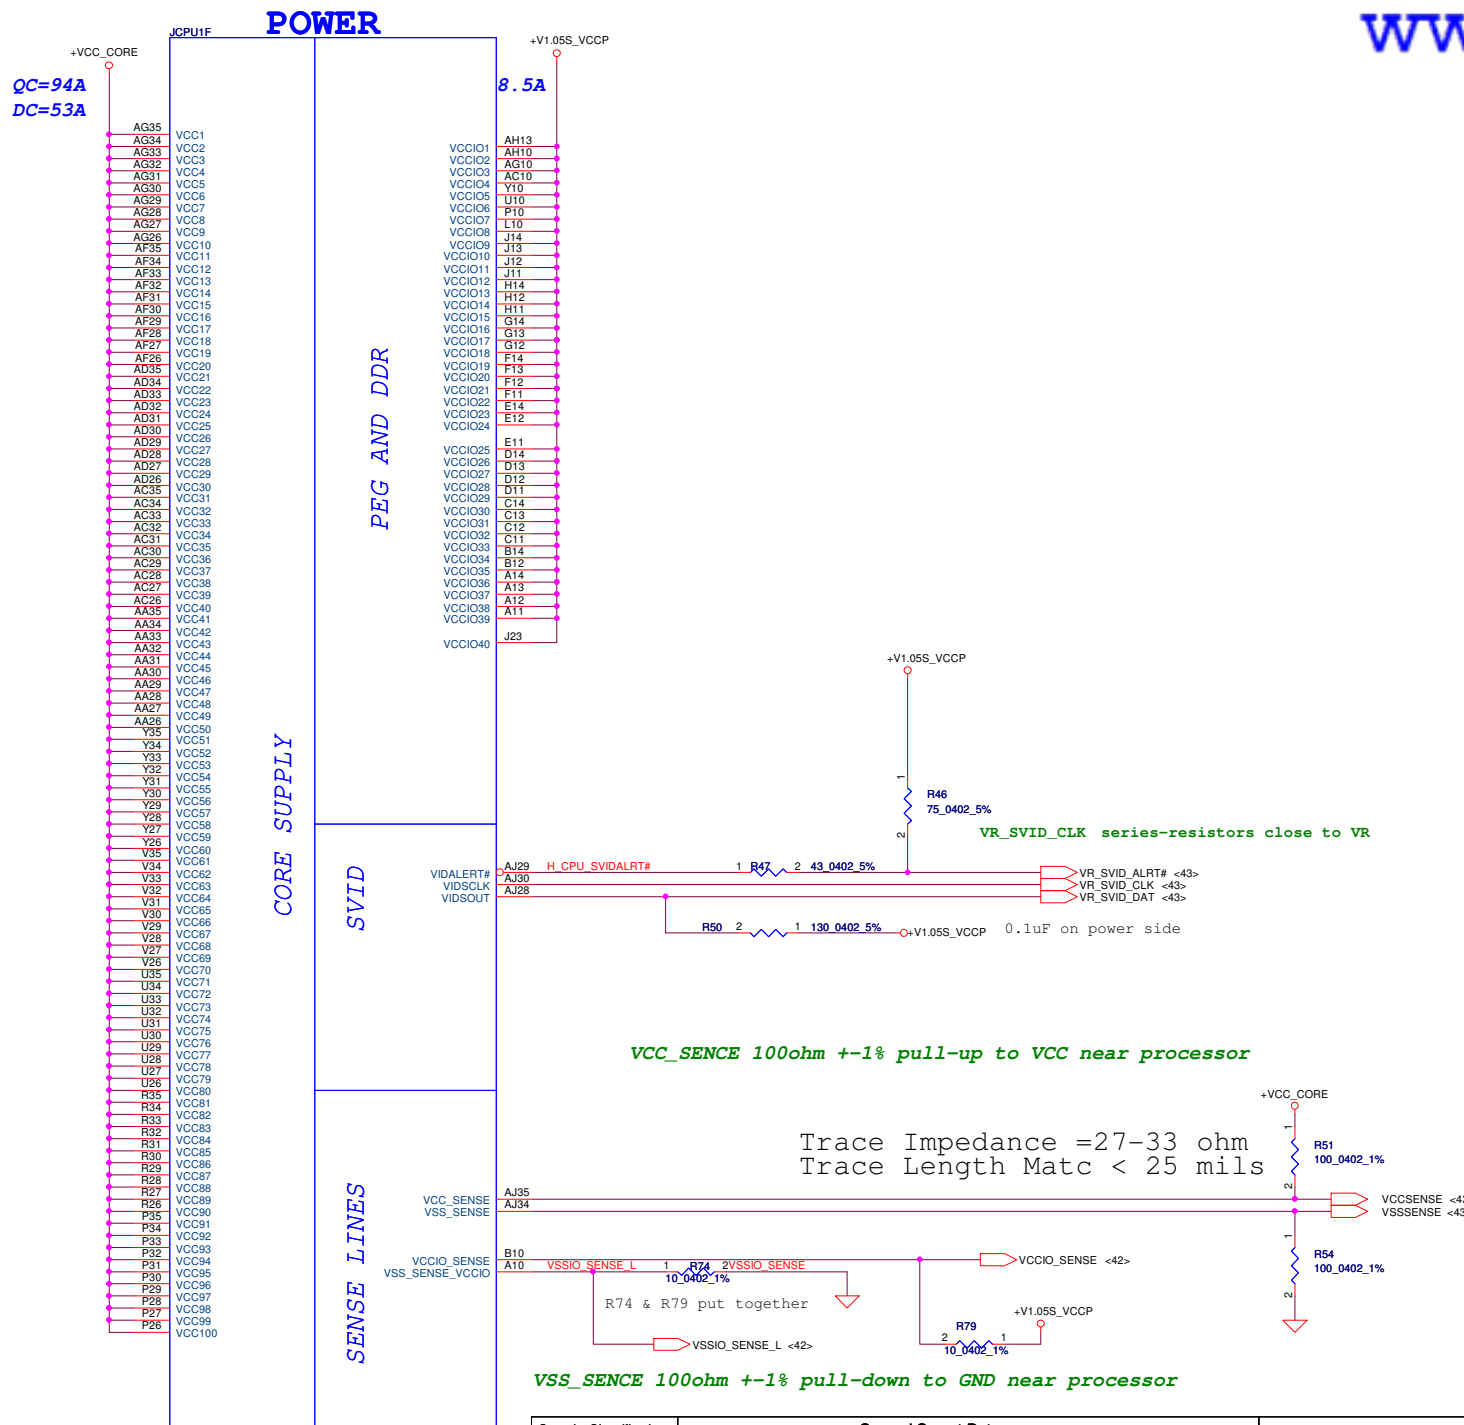 POWER
WW
JCPU1F
+VCC_CORE
QC=94A
DC=53A
+V1.05S_VCCP
8.5A
AG35 VCC1
AG34 VCC2
AG33 VCC3
AG32 VCC4
AG31 VCC5
AG30 VCC6
AG29 VCC7
AG28 VCC8
AG27 VCC9
AG26 VCC10
AF35 VCC11
AF34 VCC12
AF33 VCC13
AF32 VCC14
AF31 VCC15
AF30 VCC16
AF29 VCC17
AF28 VCC18
AF27 VCC19
AF26 VCC20
AD35 VCC21
AD34 VCC22
AD33 VCC23
AD32 VCC24
AD31 VCC25
AD30 VCC26
AD29 VCC27
AD28 VCC28
AD27 VCC29
AD26 VCC30
AC35 VCC31
AC34 VCC32
AC33 VCC33
AC32 VCC34
AC31 VCC35
AC30 VCC36
AC29 VCC37
AC28 VCC38
AC27 VCC39
AC26 VCC40
AA35 VCC41
AA34 VCC42
AA33 VCC43
AA32 VCC44
AA31 VCC45
AA30 VCC46
AA29 VCC47
AA28 VCC48
AA27 VCC49
AA26 VCC50
Y35 VCC51
Y34 VCC52
Y33 VCC53
Y32 VCC54
Y31 VCC55
Y30 VCC56
Y29 VCC57
Y28 VCC58
Y27 VCC59
Y26 VCC60
V35 VCC61
V34 VCC62
V33 VCC63
V32 VCC64
V31 VCC65
V30 VCC66
V29 VCC67
V28 VCC68
V27 VCC69
V26 VCC70
U35 VCC71
U34 VCC72
U33 VCC73
U32 VCC74
U31 VCC75
U30 VCC76
U29 VCC77
U28 VCC78
U27 VCC79
U26 VCC80
R35 VCC81
R34 VCC82
R33 VCC83
R32 VCC84
R31 VCC85
R30 VCC86
R29 VCC87
R28 VCC88
R27 VCC89
R26 VCC90
P35 VCC91
P34 VCC92
P33 VCC93
P32 VCC94
P31 VCC95
P30 VCC96
P29 VCC97
P28 VCC98
P27 VCC99
P26 VCC100
CORE SUPPLY
PEG AND DDR
VCCIO1 AH13
VCCIO2 AH10
VCCIO3 AG10
VCCIO4 AC10
VCCIO5 Y10
VCCIO6 U10
VCCIO7 P10
VCCIO8 L10
VCCIO9 J14
VCCIO10 J13
VCCIO11 J12
VCCIO12 J11
VCCIO13 H14
VCCIO14 H12
VCCIO15 H11
VCCIO16 G14
VCCIO17 G13
VCCIO18 G12
VCCIO19 F14
VCCIO20 F13
VCCIO21 F12
VCCIO22 F11
VCCIO23 E14
VCCIO24 E12
VCCIO25 E11
VCCIO26 D14
VCCIO27 D13
VCCIO28 D12
VCCIO29 D11
VCCIO30 C14
VCCIO31 C13
VCCIO32 C12
VCCIO33 C11
VCCIO34 B14
VCCIO35 B12
VCCIO36 A14
VCCIO37 A13
VCCIO38 A12
VCCIO39 A11
VCCIO40 J23
+V1.05S_VCCP
1
R46
75_0402_5%
2
VR_SVID_CLK series-resistors close to VR
SVID
VIDALERT# AJ29 H_CPU_SVIDALRT# 1 R47 2 43_0402_5% VR_SVID_ALRT# <43>
VIDSCLK AJ30 VR_SVID_CLK <43>
VIDSOUT AJ28 VR_SVID_DAT <43>
R50 2 1 130_0402_5% +V1.05S_VCCP 0.1uF on power side
VCC_SENCE 100ohm +-1% pull-up to VCC near processor
+VCC_CORE
1
R51
100_0402_1%
2
Trace Impedance =27-33 ohm
Trace Length Matc < 25 mils
SENSE LINES
VCC_SENSE AJ35 VCCSENSE <43
VSS_SENSE AJ34 VSSSENSE <43
1
R54
100_0402_1%
2
VCCIO_SENSE B10 VCCIO_SENSE <42>
VSS_SENSE_VCCIO A10 VSSIO_SENSE_L 1 R74 2 VSSIO_SENSE
10_0402_1%
R74 & R79 put together
+V1.05S_VCCP
R79
2 1
10_0402_1%
VSSIO_SENSE_L <42>
VSS_SENCE 100ohm +-1% pull-down to GND near processor